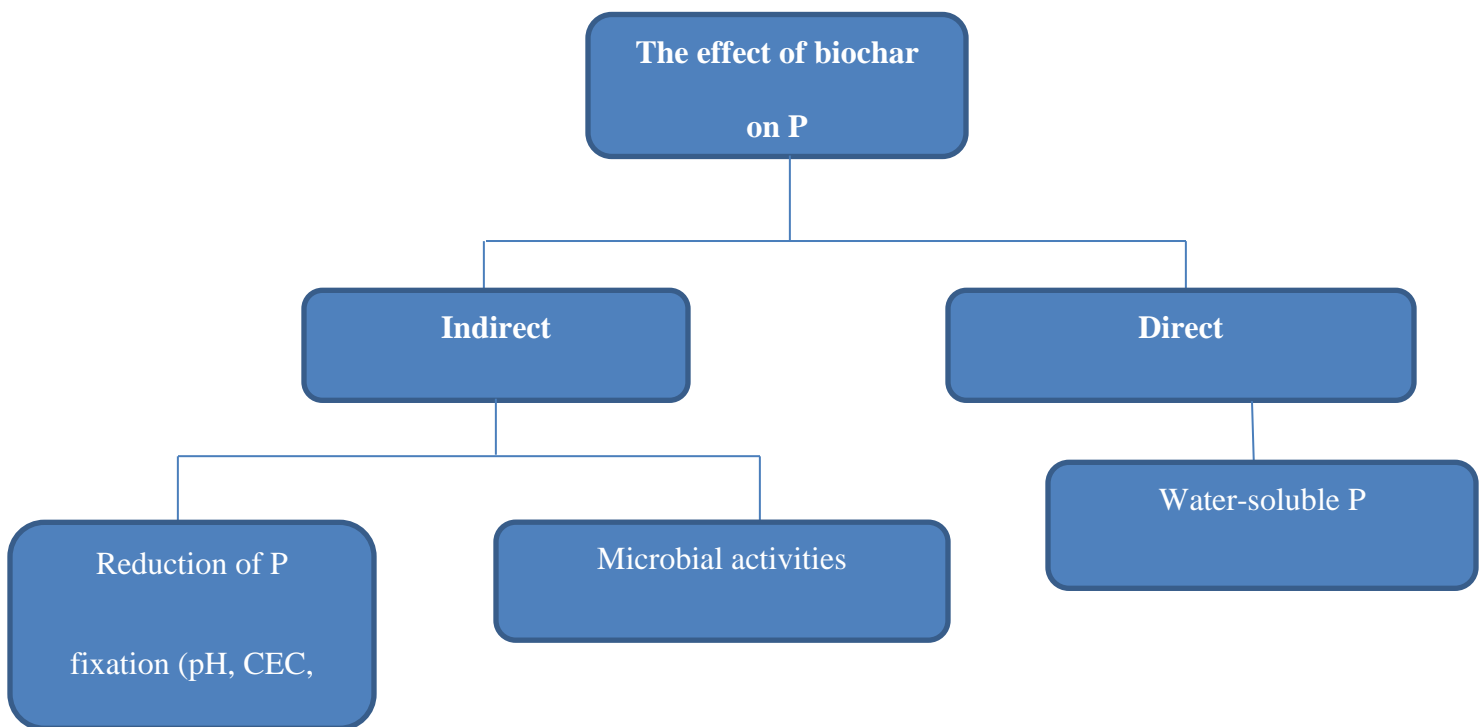 The effect of biochar
on P
Indirect
Direct
Reduction of P
fixation (pH, CEC,
Microbial activities
Water-soluble P